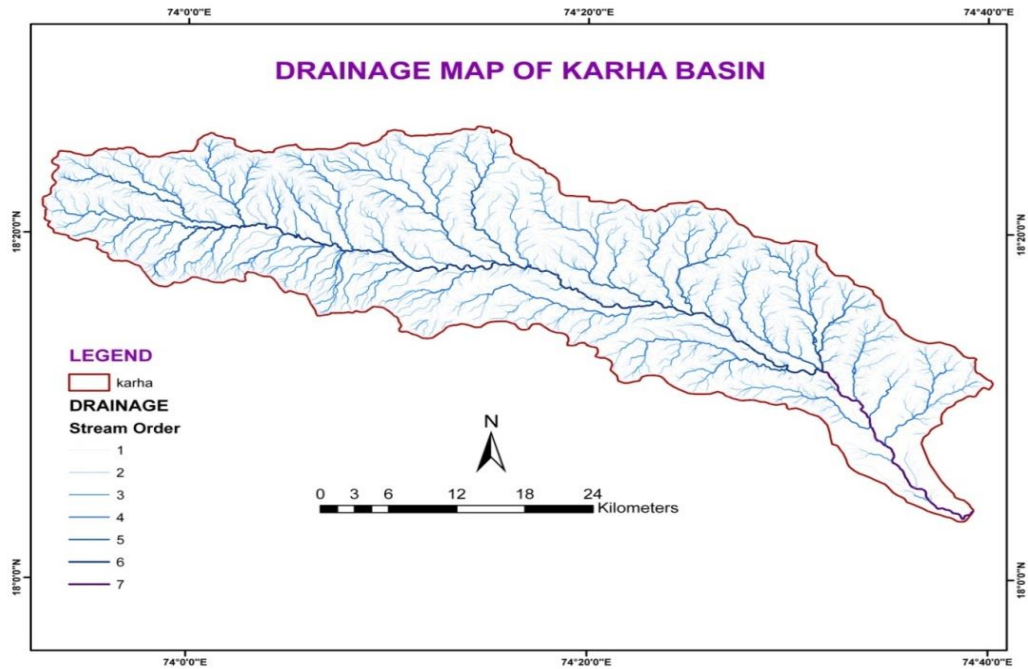 74°0'0"E 74°20'0"E 74°40'0"E
DRAINAGE MAP OF KARHA BASIN
18°20'0"N 18°20'0"N
LEGEND
karha
DRAINAGE
Stream Order
1
2
3
4
5
6
7
N
0 3 6 12 18 24
Kilometers
18°0'0"N 18°0'0"N
74°0'0"E 74°20'0"E 74°40'0"E